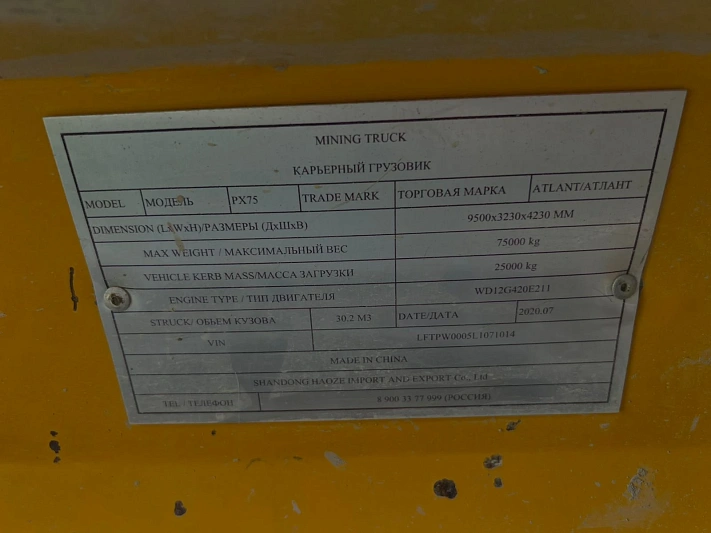 MINING TRUCK
КАРЬЕРНЫЙ ГРУЗОВИК
MODEL МОДЕЛЬ PX75 TRADE MARK ТОРГОВАЯ МАРКА ATLANT/АТЛАНТ
DIMENSION (LxWxH)/РАЗМЕРЫ (ДхШхВ) 9500x3230x4230 MM
MAX WEIGHT / МАКСИМАЛЬНЫЙ ВЕС 75000 kg
VEHICLE KERB MASS/МАССА ЗАГРУЗКИ 25000 kg
ENGINE TYPE / ТИП ДВИГАТЕЛЯ WD12G420E211
STRUCK/ ОБЪЕМ КУЗОВА 30.2 M3 DATE/ДАТА 2020.07
VIN LFTPW0005L1071014
MADE IN CHINA
SHANDONG HAOZE IMPORT AND EXPORT Co., Ltd
TEL / ТЕЛЕФОН 8 900 33 77 999 (РОССИЯ)